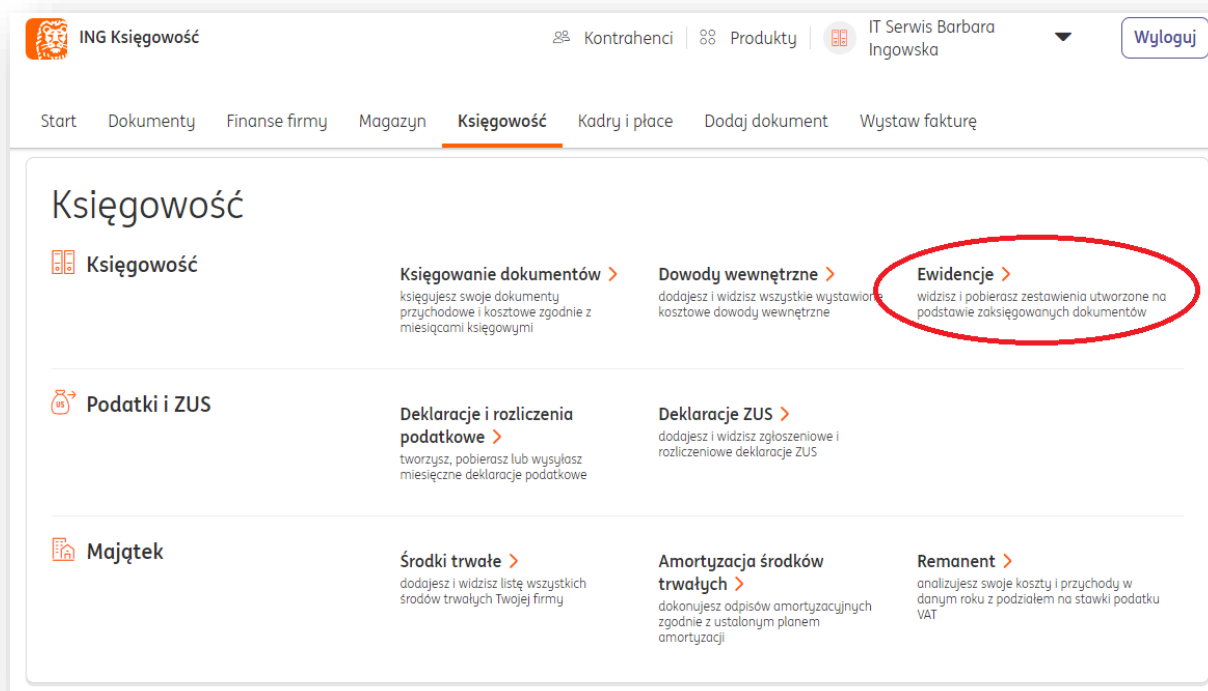 ING Księgowość
Kontrahenci
Produkty
IT Serwis Barbara
Ingowska
Wyloguj
Start Dokumenty Finanse firmy Magazyn Księgowość Kadry i płace Dodaj dokument Wystaw fakturę
Księgowość
Księgowość
Księgowanie dokumentów
księgujesz swoje dokumenty
przychodowe i kosztowe zgodnie z
miesiącami księgowymi
Dowody wewnętrzne
dodajesz i widzisz wszystkie wystawione
kosztowe dowody wewnętrzne
Ewidencje
widzisz i pobierasz zestawienia utworzone na
podstawie zaksięgowanych dokumentów
US
Podatki i ZUS
Deklaracje i rozliczenia
podatkowe
tworzysz, pobierasz lub wysyłasz
miesięczne deklaracje podatkowe
Deklaracje ZUS
dodajesz i widzisz zgłoszeniowe i
rozliczeniowe deklaracje ZUS
Majątek
Środki trwałe
dodajesz i widzisz listę wszystkich
środów trwałych Twojej firmy
Amortyzacja środków
trwałych
dokonujesz odpisów amortyzacyjnych
zgodnie z ustalonym planem
amortyzacji
Remanent
analizujesz swoje koszty i przychody w
danym roku z podziałem na stawki podatku
VAT